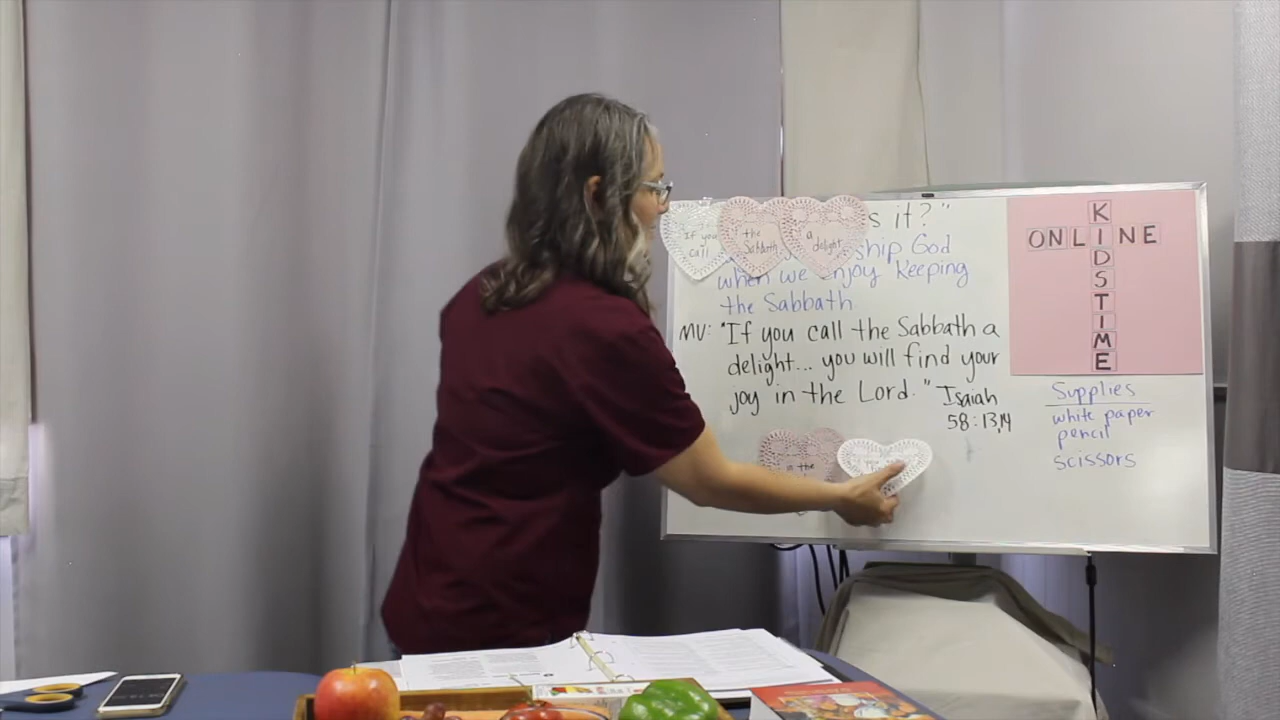 If you
call
the
Sabbath
a
delight
s it?"
ship God
when we enjoy Keeping
the Sabbath
MV: "If you call the Sabbath a
delight... you will find your
joy in the Lord." Isaiah
58:13,14
in the
KIDSTIME
ONLINE
Supplies
white paper
pencil
scissors